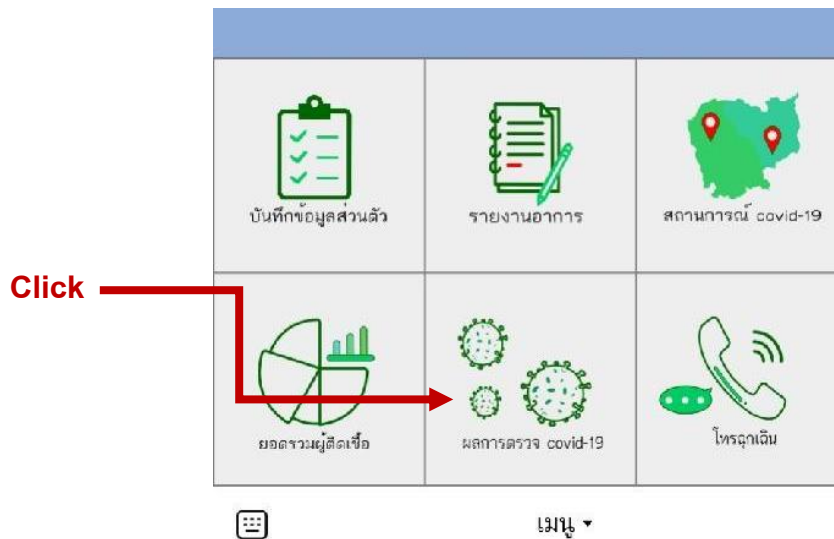 บันทึกข้อมูลส่วนตัว
รายงานอาการ
สถานการณ์ covid-19
Click
ยอดรวมผู้ติดเชื้อ
ผลการตรวจ covid-19
โทรฉุกเฉิน
เมนู